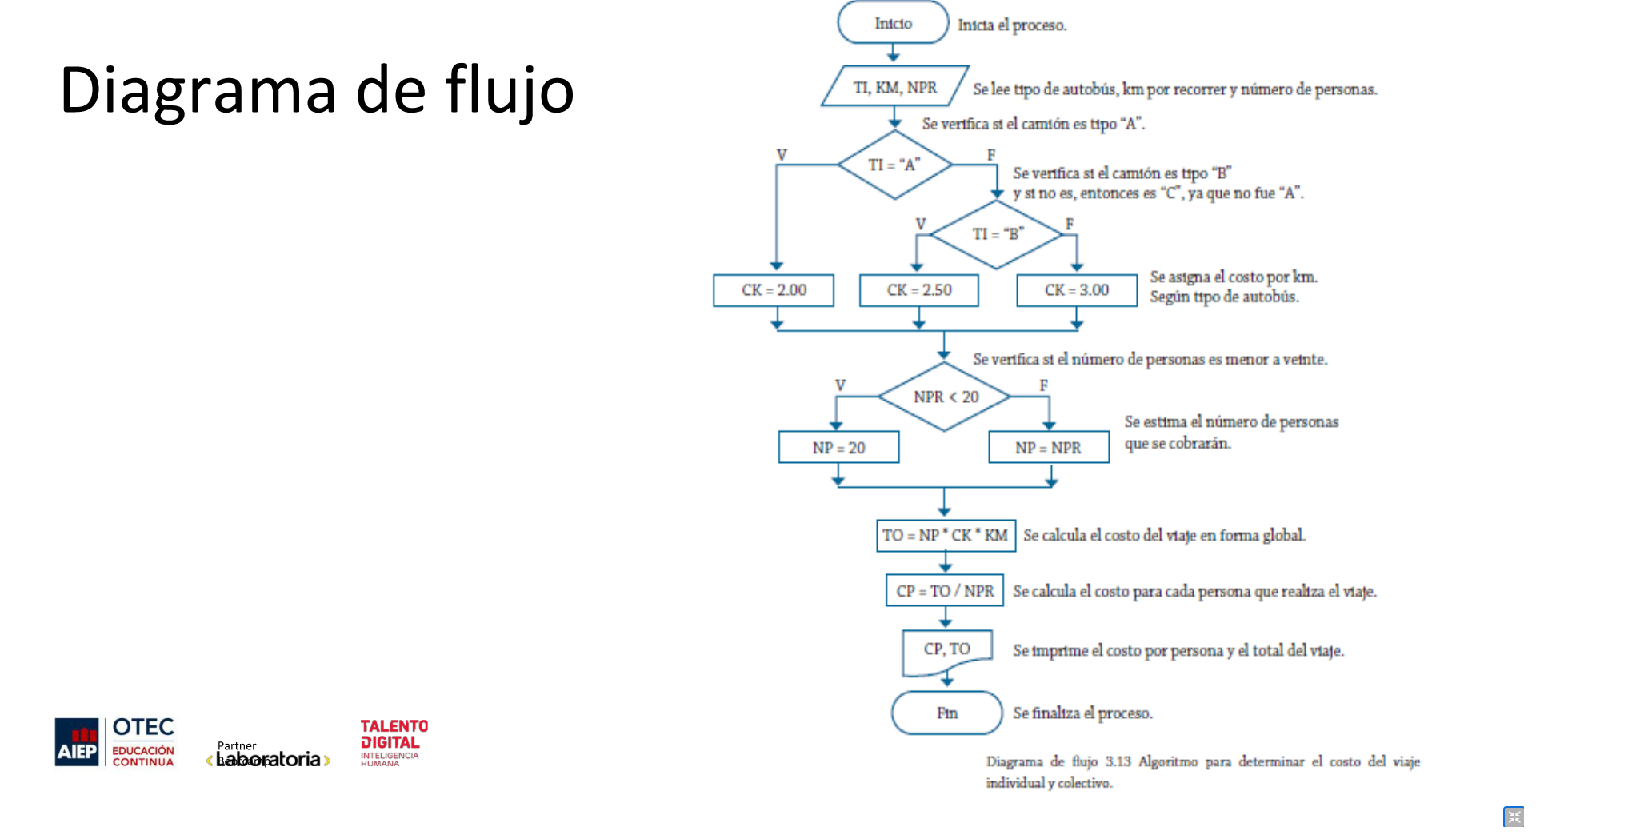 Diagrama de flujo
Inicio
Inicia el proceso.
TI, KM, NPR
Se lee tipo de autobús, km por recorrer y número de personas.
Se verifica si el camión es tipo “A”.
V
TI = “A”
F
Se verifica si el camión es tipo “B”
y si no es, entonces es “C”, ya que no fue “A”.
V
TI = “B”
F
CK = 2.00
CK = 2.50
CK = 3.00
Se asigna el costo por km.
Según tipo de autobús.
Se verifica si el número de personas es menor a veinte.
V
NPR < 20
F
NP = 20
NP = NPR
Se estima el número de personas
que se cobrarán.
TO = NP * CK * KM
Se calcula el costo del viaje en forma global.
CP = TO / NPR
Se calcula el costo para cada persona que realiza el viaje.
CP, TO
Se imprime el costo por persona y el total del viaje.
Fin
Se finaliza el proceso.
Diagrama de flujo 3.13 Algoritmo para determinar el costo del viaje
individual y colectivo.
AIEP
OTEC
EDUCACIÓN
CONTINUA
Partner
Laboratoria
TALENTO
DIGITAL
INTELIGENCIA
HUMANA